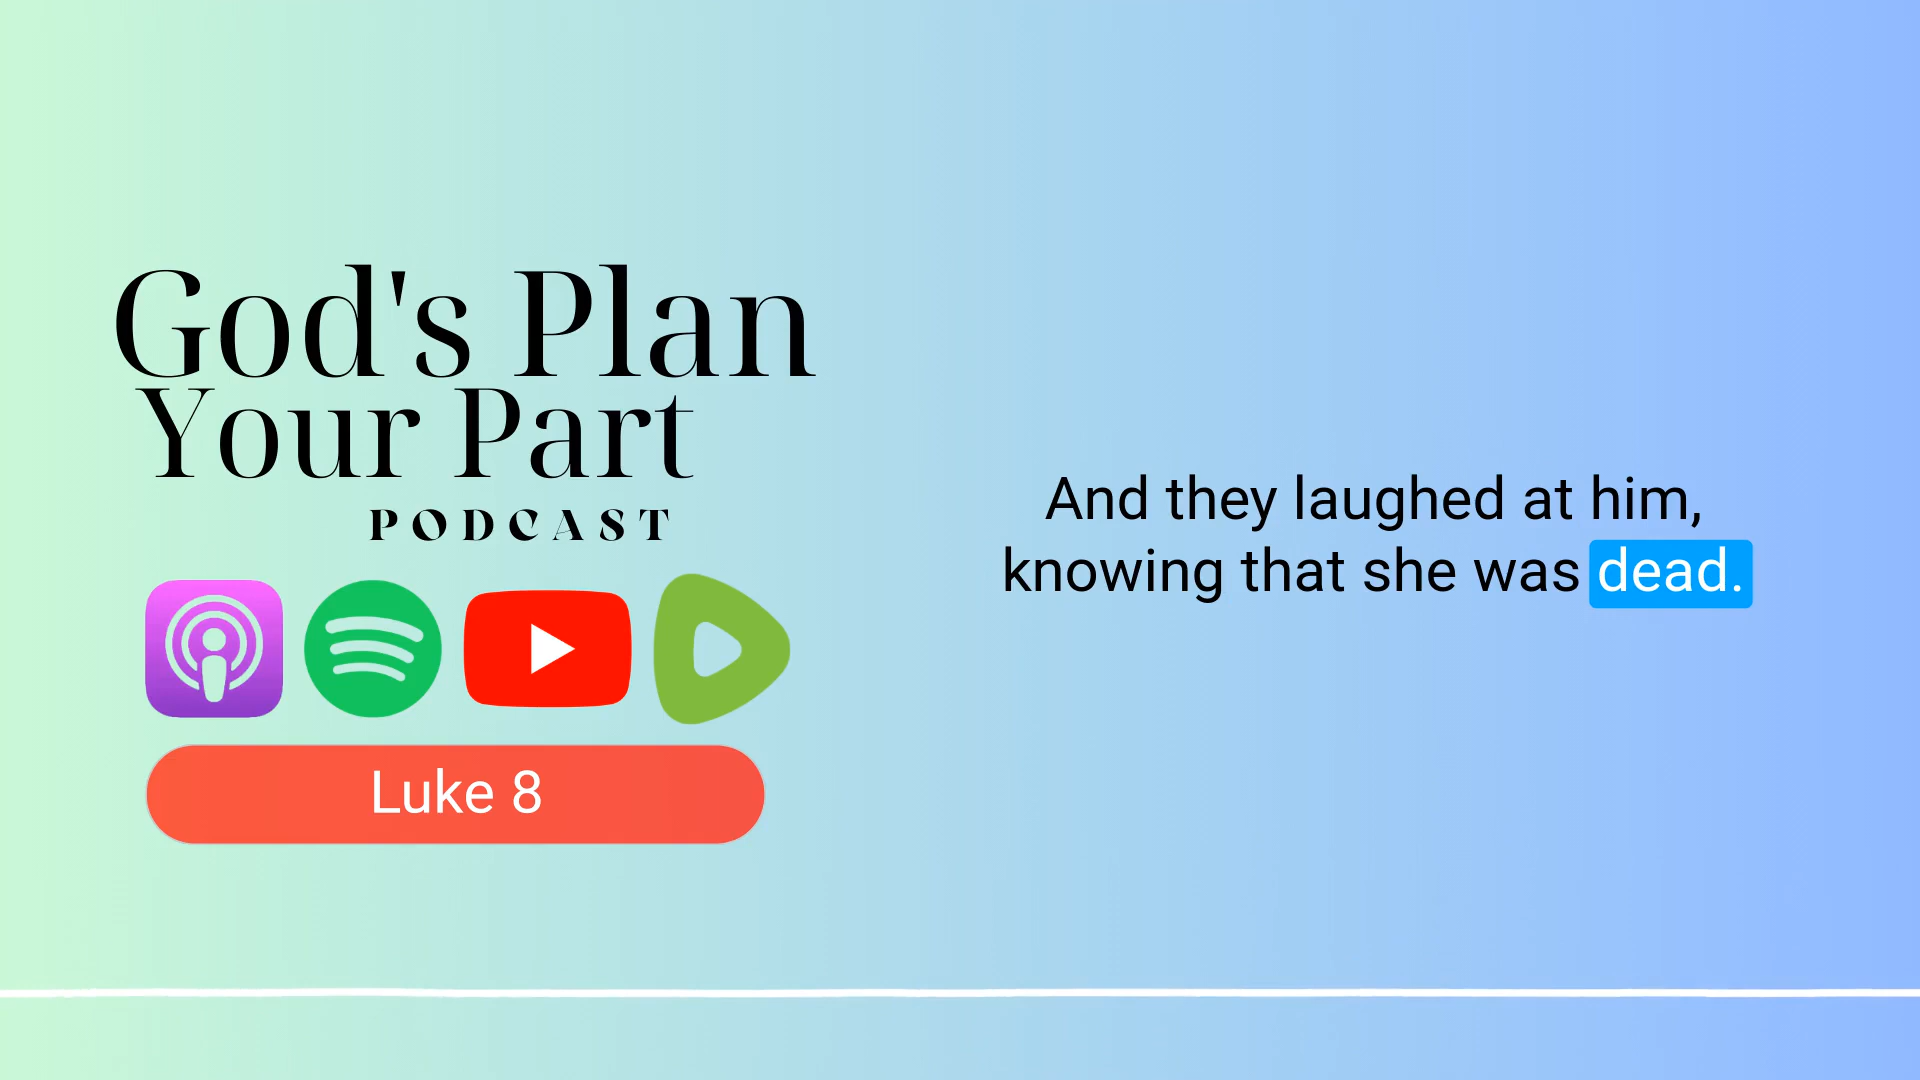 God's Plan
Your Part
PODCAST
Luke 8
And they laughed at him,
knowing that she was dead.